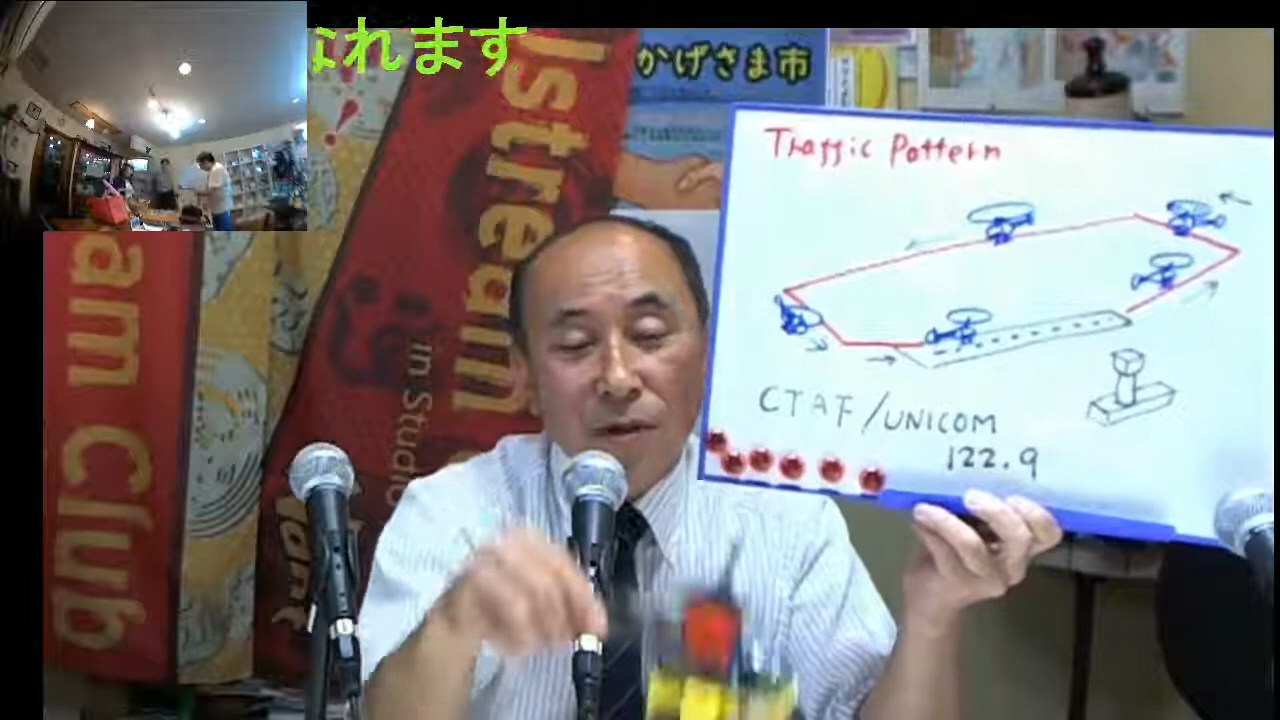 なれます
かげさま市
Ustream
in Studio
am Club
Traffic Pattern
CTAF/UNICOM
122.9